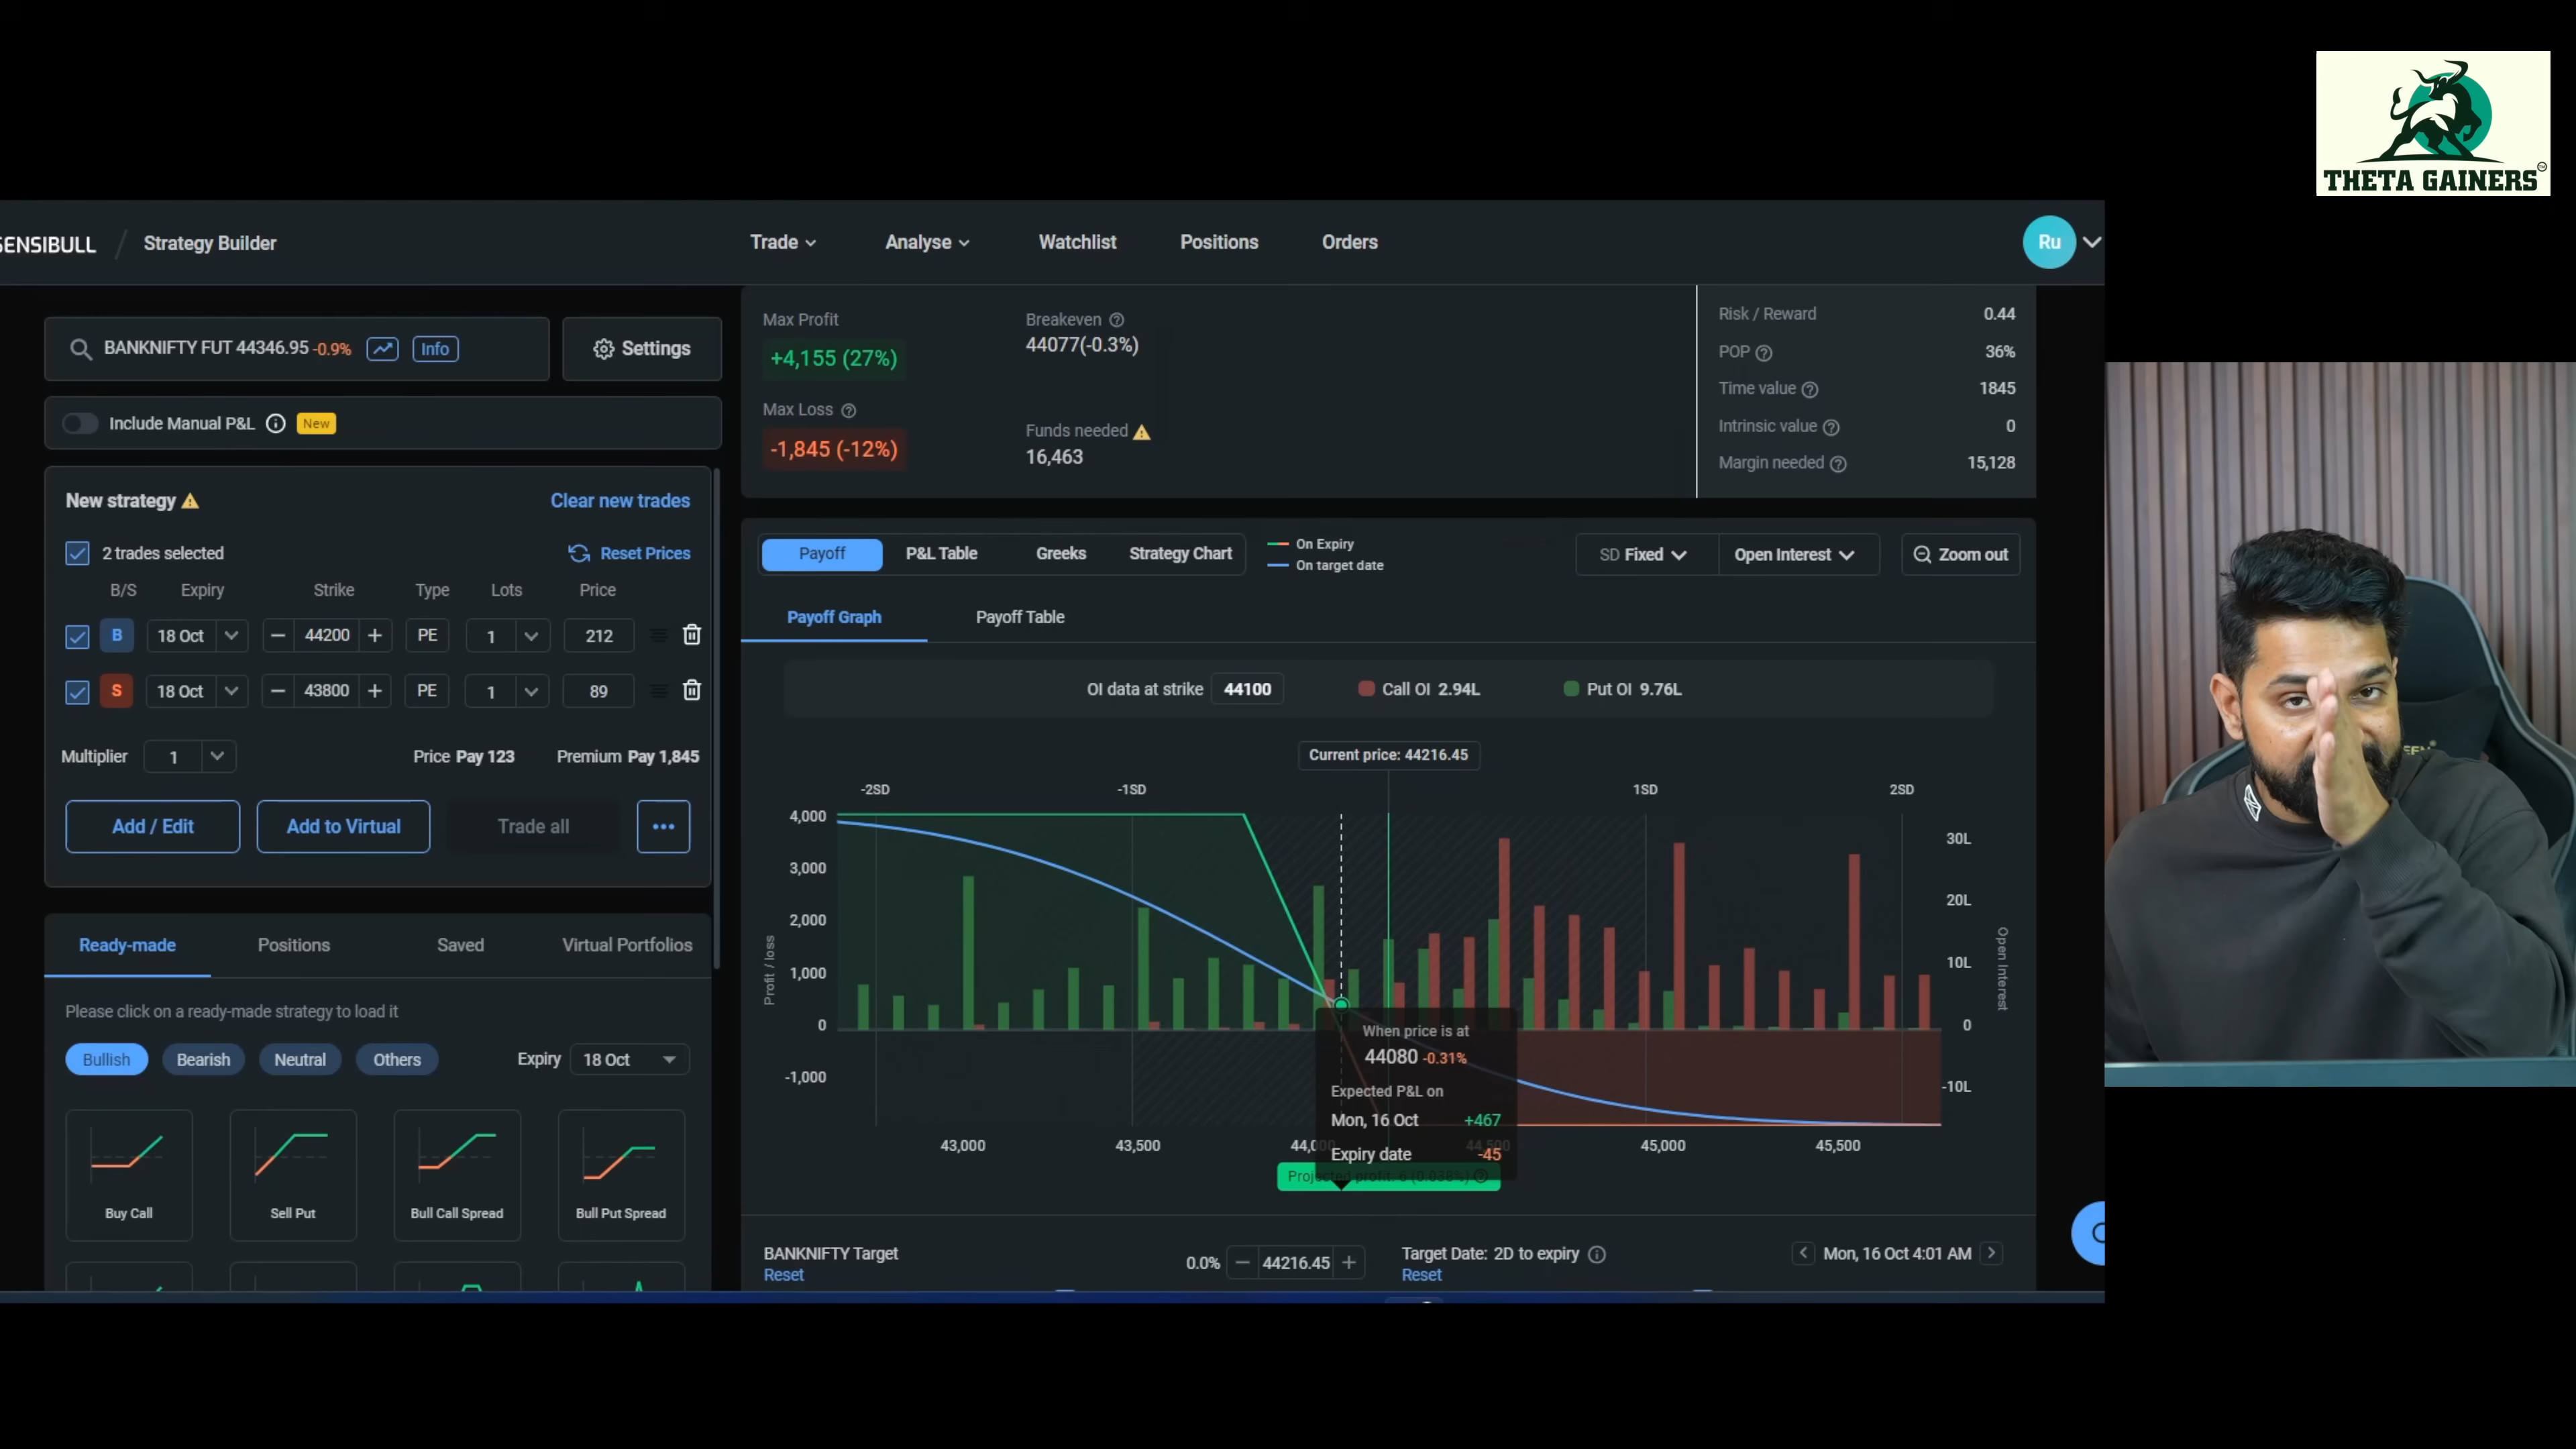 THETA GAINERS
SENSIBULL / Strategy Builder
Trade
Analyse
Watchlist
Positions
Orders
Ru
BANKNIFTY FUT 44346.95 -0.9% Info
Settings
Include Manual P&L New
New strategy
Clear new trades
2 trades selected
Reset Prices
B/S Expiry Strike Type Lots Price
B 18 Oct − 44200 + PE 1 212
S 18 Oct − 43800 + PE 1 89
Multiplier 1 Price Pay 123 Premium Pay 1,845
Add / Edit
Add to Virtual
Trade all
Ready-made
Positions
Saved
Virtual Portfolios
Please click on a ready-made strategy to load it
Bullish
Bearish
Neutral
Others
Expiry 18 Oct
Buy Call
Sell Put
Bull Call Spread
Bull Put Spread
Max Profit
+4,155 (27%)
Max Loss
-1,845 (-12%)
Breakeven
44077(-0.3%)
Funds needed
16,463
Risk / Reward 0.44
POP 36%
Time value 1845
Intrinsic value 0
Margin needed 15,128
Payoff
P&L Table
Greeks
Strategy Chart
On Expiry
On target date
SD Fixed
Open Interest
Zoom out
Payoff Graph
Payoff Table
OI data at strike 44100 Call OI 2.94L Put OI 9.76L
Current price: 44216.45
-2SD -1SD 1SD 2SD
4,000
3,000
2,000
1,000
0
-1,000
Profit / loss
30L
20L
10L
0
-10L
Open Interest
When price is at
44080 -0.31%
Expected P&L on
Mon, 16 Oct +467
Expiry date -45
43,000 43,500 44,0 44,500 45,000 45,500
Projected profit: 6 (0.038%)
BANKNIFTY Target
Reset
0.0% − 44216.45 +
Target Date: 2D to expiry
Reset
Mon, 16 Oct 4:01 AM